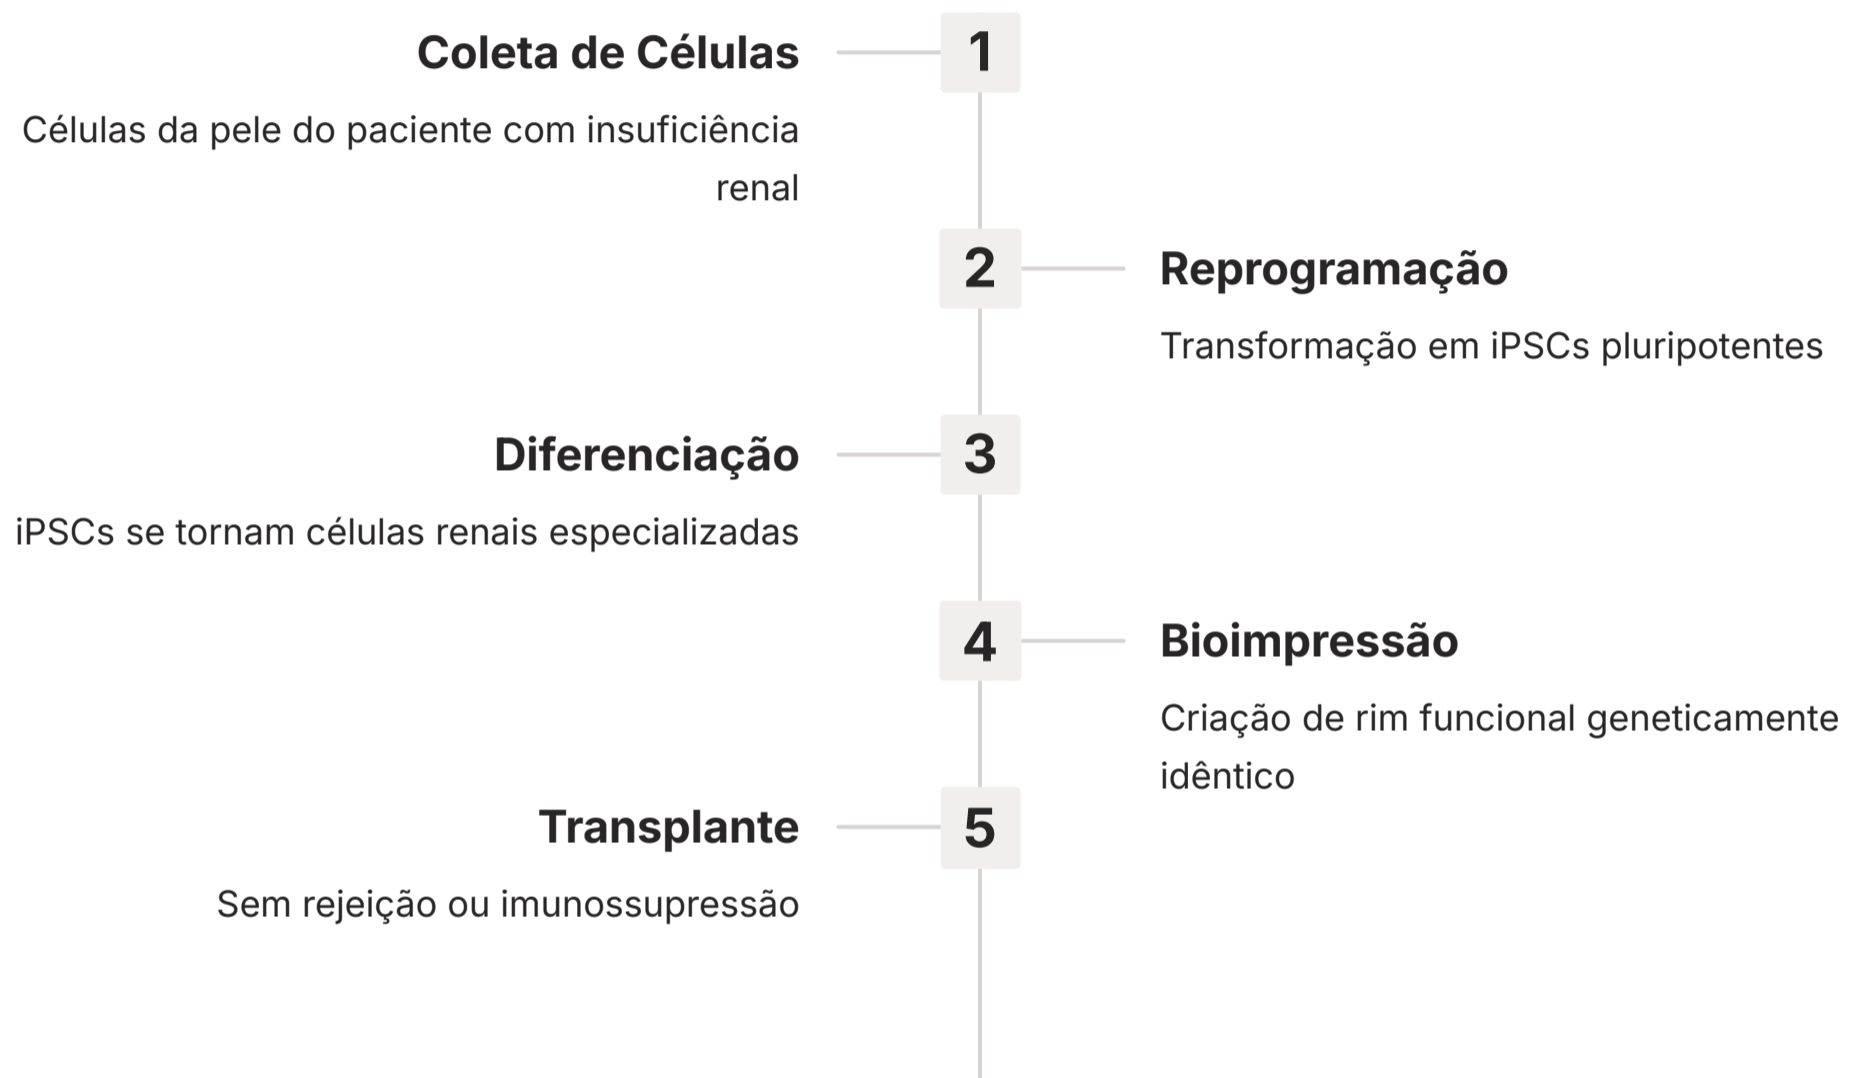 1
Coleta de Células
Células da pele do paciente com insuficiência
renal
2
Reprogramação
Transformação em iPSCs pluripotentes
3
Diferenciação
iPSCs se tornam células renais especializadas
4
Bioimpressão
Criação de rim funcional geneticamente
idêntico
5
Transplante
Sem rejeição ou imunossupressão